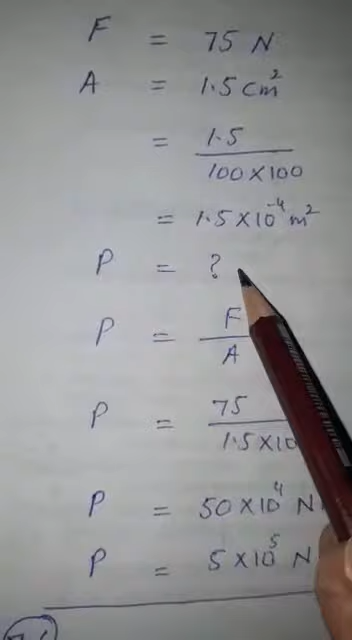 F = 75 N
A = 1.5 cm²
= 1.5 / 100 × 100
= 1.5 × 10⁻⁴ m²
P = ?
P = F / A
P = 75 / 1.5 × 10
P = 50 × 10⁴ N
P = 5 × 10⁵ N